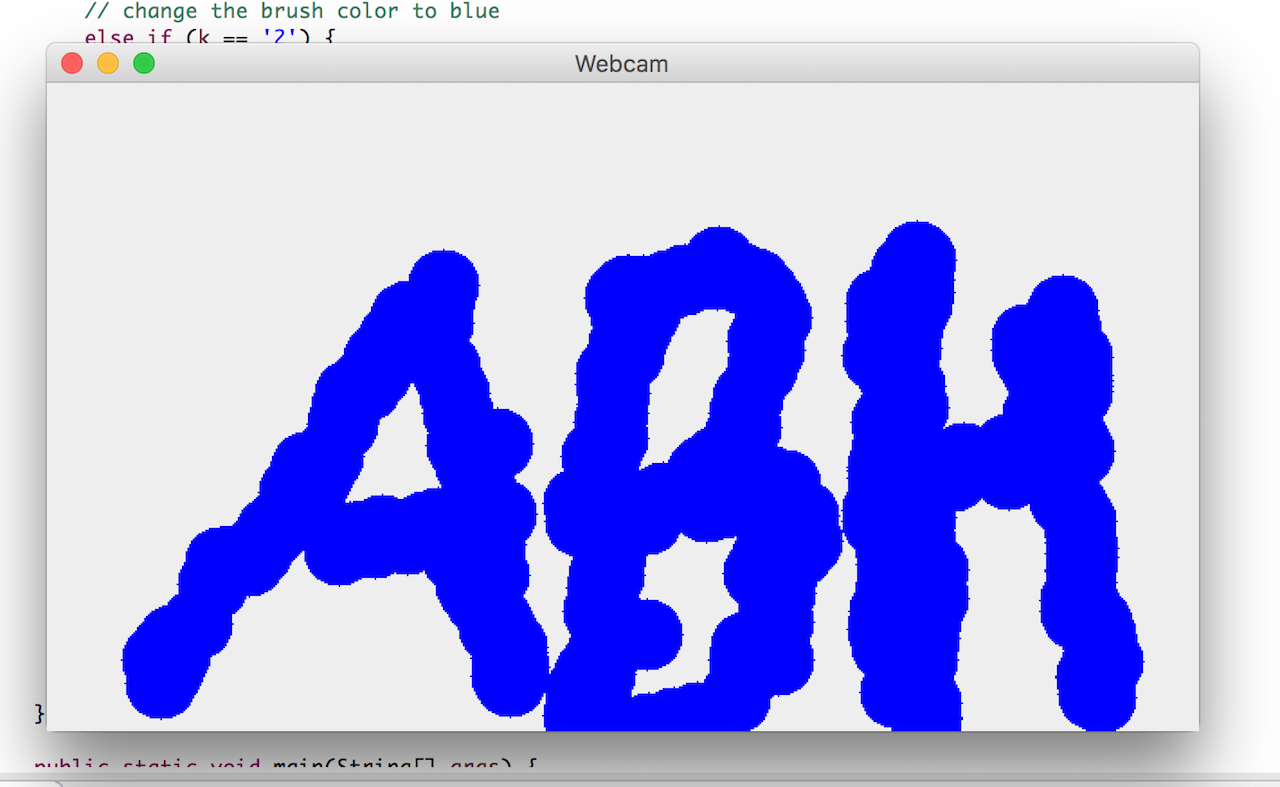 // change the brush color to blue
else if (k == '2') {
Webcam
ABH
}
public static void main(String[] args) {